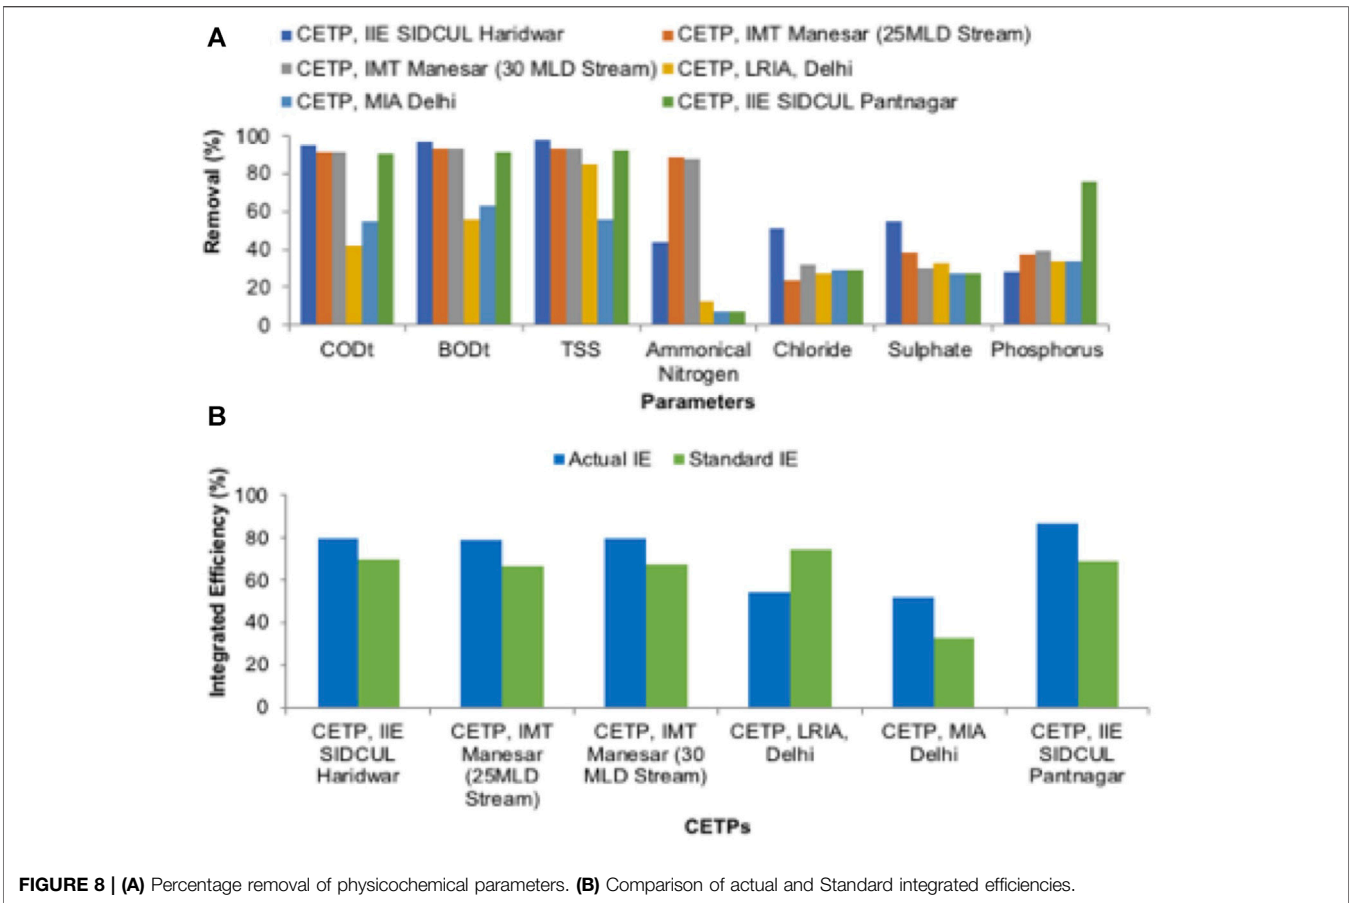 A
CETP, IIE SIDCUL Haridwar
CETP, IMT Manesar (25MLD Stream)
CETP, IMT Manesar (30 MLD Stream)
CETP, LRIA, Delhi
CETP, MIA Delhi
CETP, IIE SIDCUL Pantnagar
Removal (%)
100
80
60
40
20
0
CODt
BODt
TSS
Ammonical
Nitrogen
Chloride
Sulphate
Phosphorus
Parameters
B
Actual IE
Standard IE
Integrated Efficiency (%)
100
80
60
40
20
0
CETP, IIE
SIDCUL
Haridwar
CETP, IMT
Manesar
(25MLD
Stream)
CETP, IMT
Manesar (30
MLD Stream)
CETP, LRIA,
Delhi
CETP, MIA
Delhi
CETP, IIE
SIDCUL
Pantnagar
CETPs
FIGURE 8 | (A) Percentage removal of physicochemical parameters. (B) Comparison of actual and Standard integrated efficiencies.